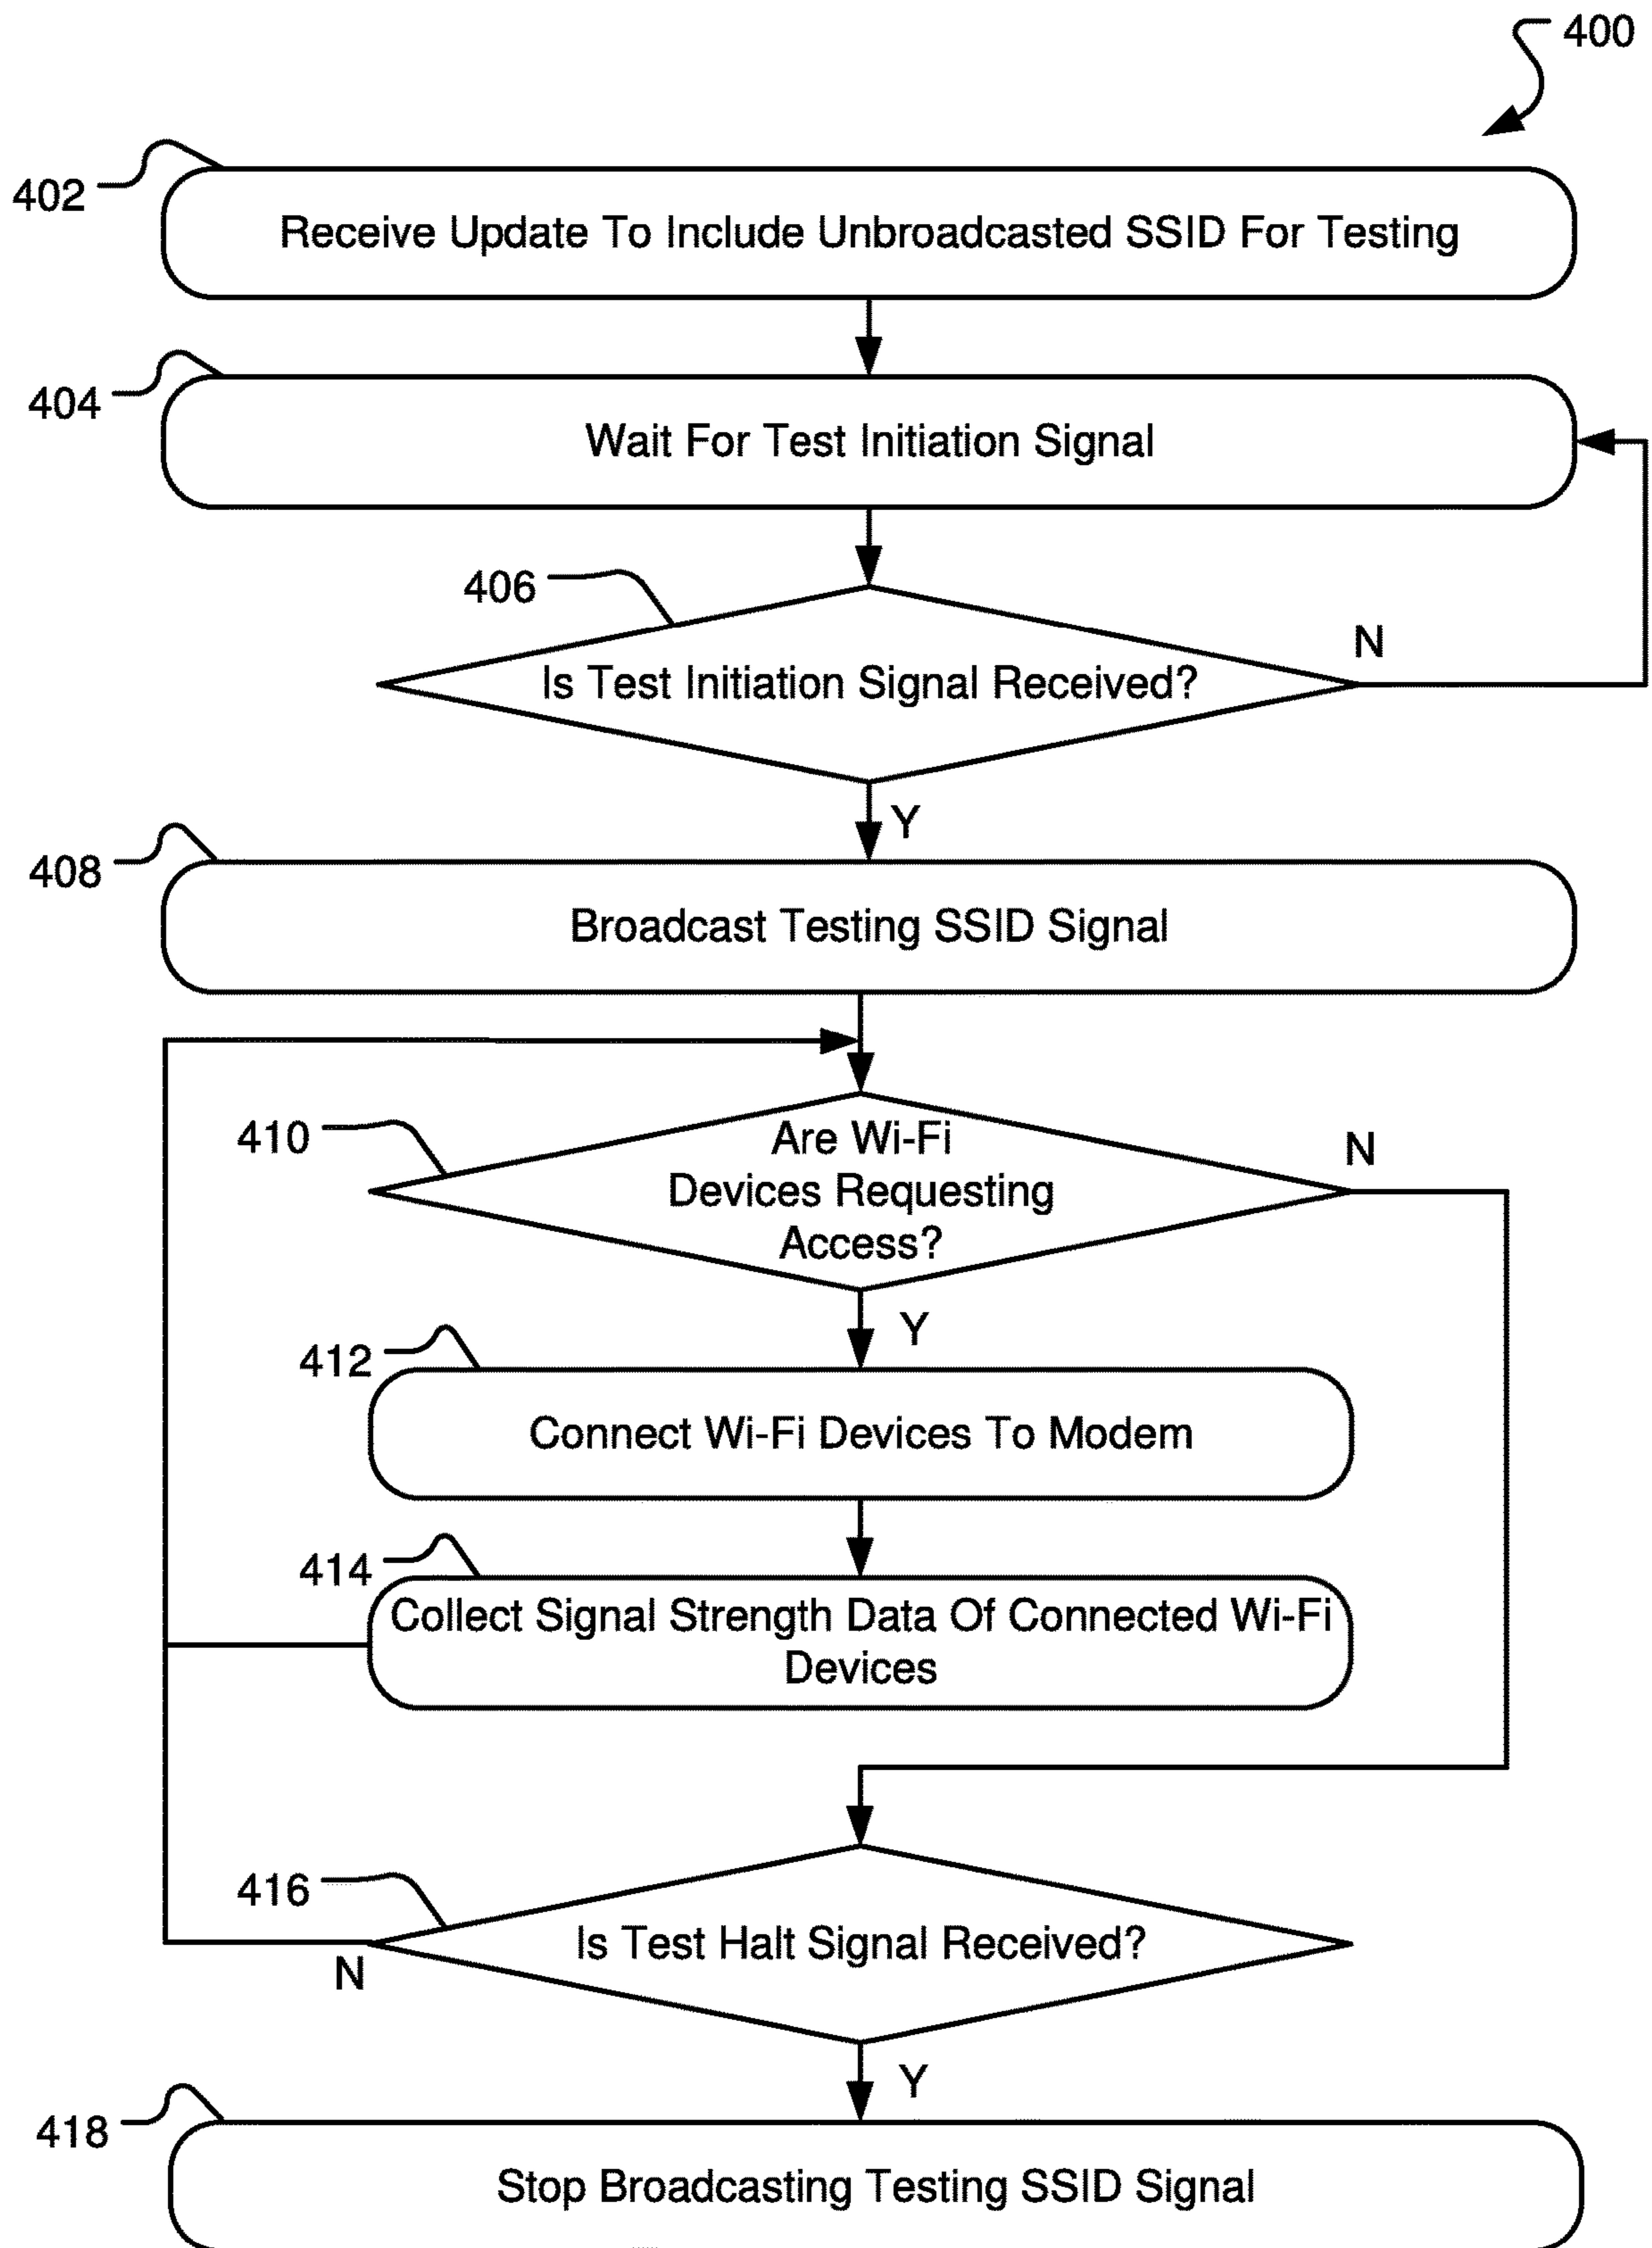 400
402
Receive Update To Include Unbroadcasted SSID For Testing
404
Wait For Test Initiation Signal
406
N
Is Test Initiation Signal Received?
Y
408
Broadcast Testing SSID Signal
410
Are Wi-Fi
N
Devices Requesting
Access?
Y
412
Connect Wi-Fi Devices To Modem
414
Collect Signal Strength Data Of Connected Wi-Fi
Devices
416
Is Test Halt Signal Received?
N
Y
418
Stop Broadcasting Testing SSID Signal